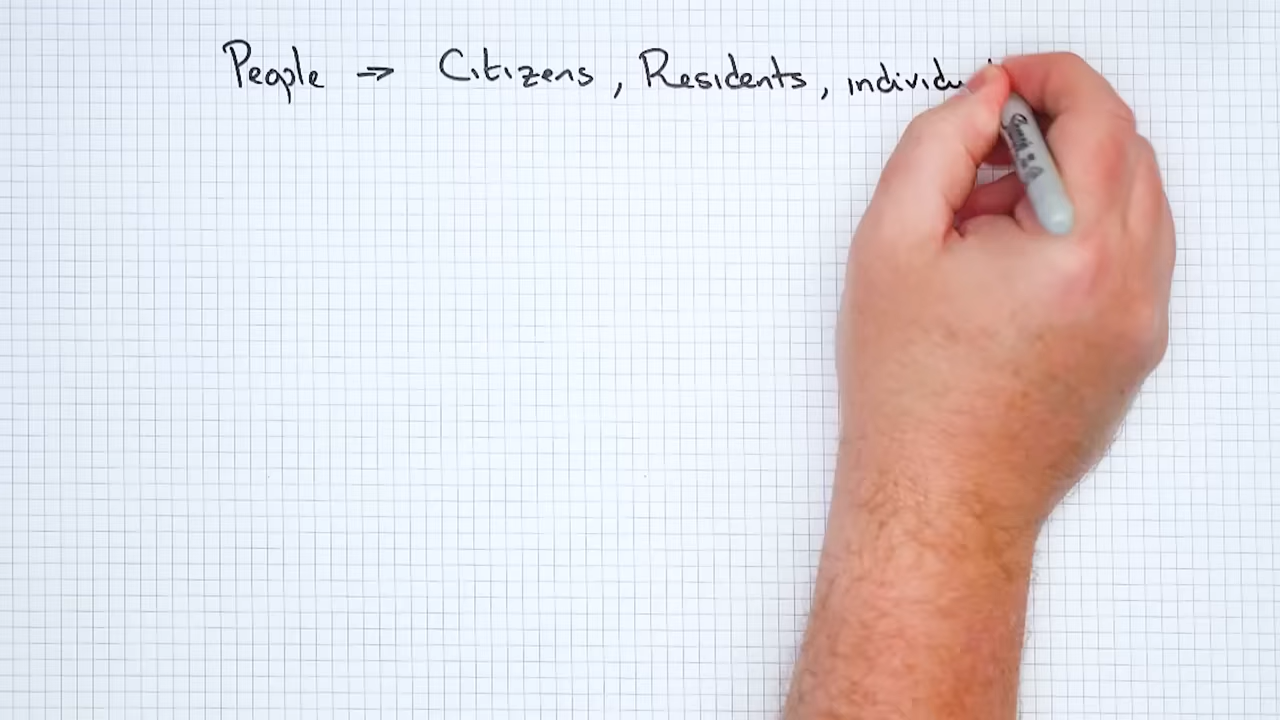 People → Citizens, Residents, individu